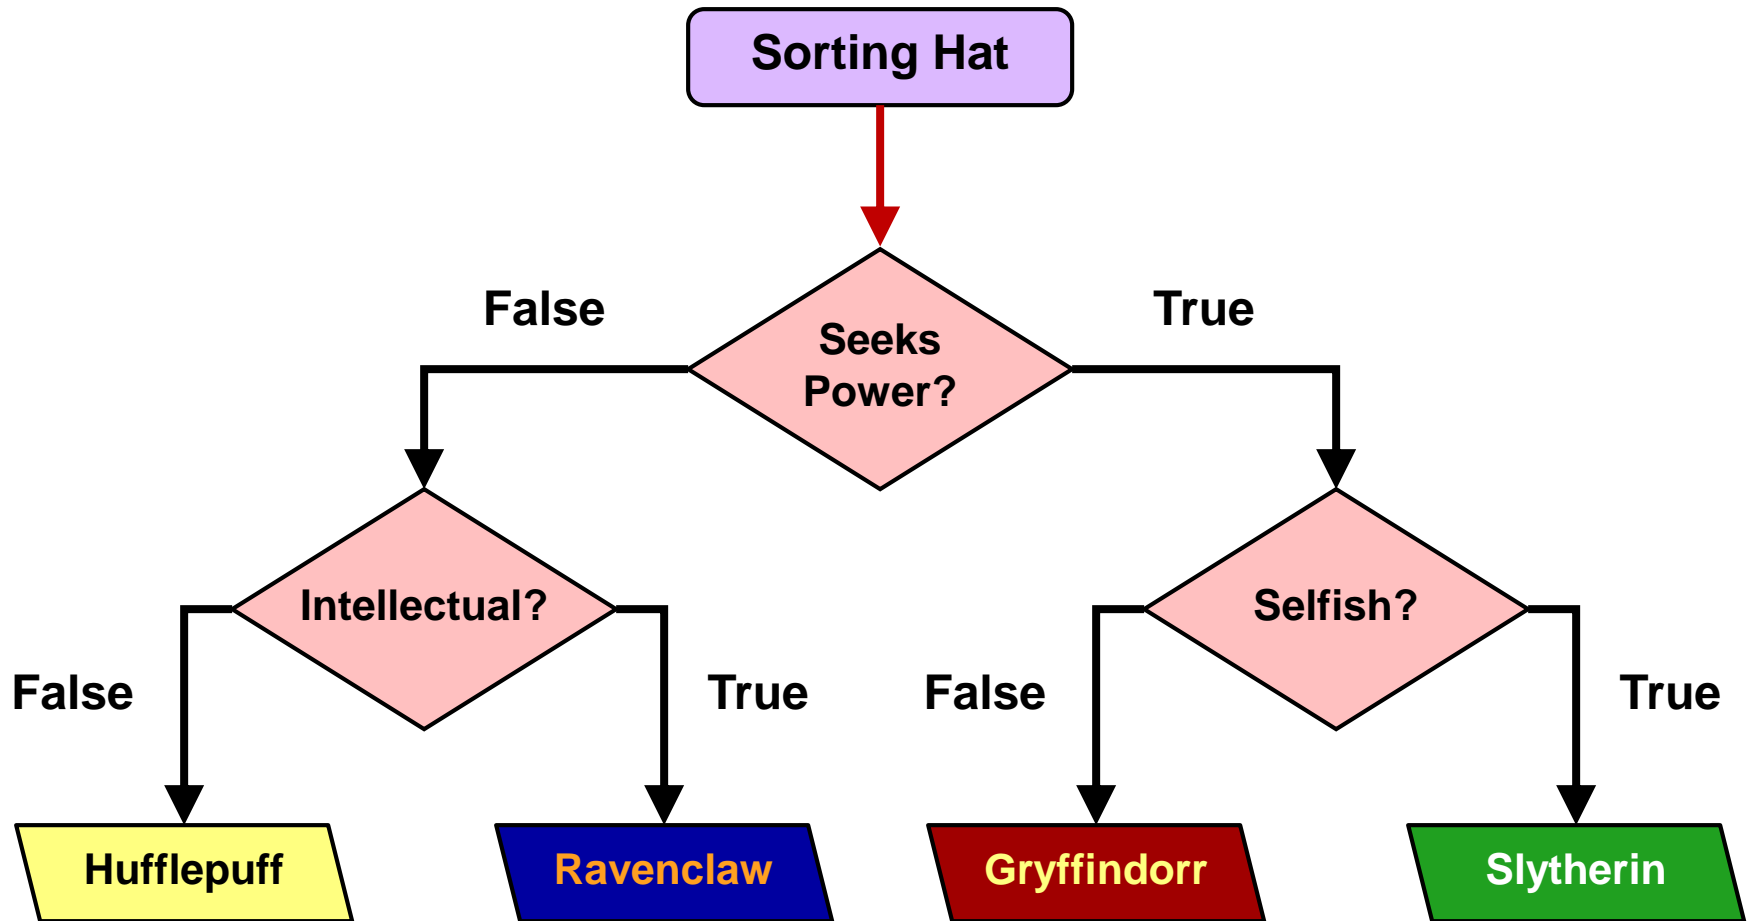 Sorting Hat
False
True
Seeks
Power?
Intellectual?
Selfish?
False
True
False
True
Hufflepuff
Ravenclaw
Gryffindorr
Slytherin